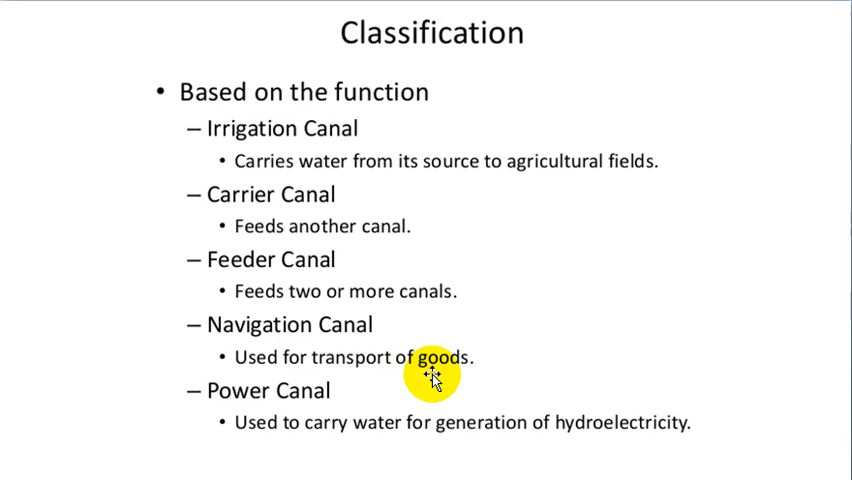 Classification
• Based on the function
– Irrigation Canal
• Carries water from its source to agricultural fields.
– Carrier Canal
• Feeds another canal.
– Feeder Canal
• Feeds two or more canals.
– Navigation Canal
• Used for transport of goods.
– Power Canal
• Used to carry water for generation of hydroelectricity.